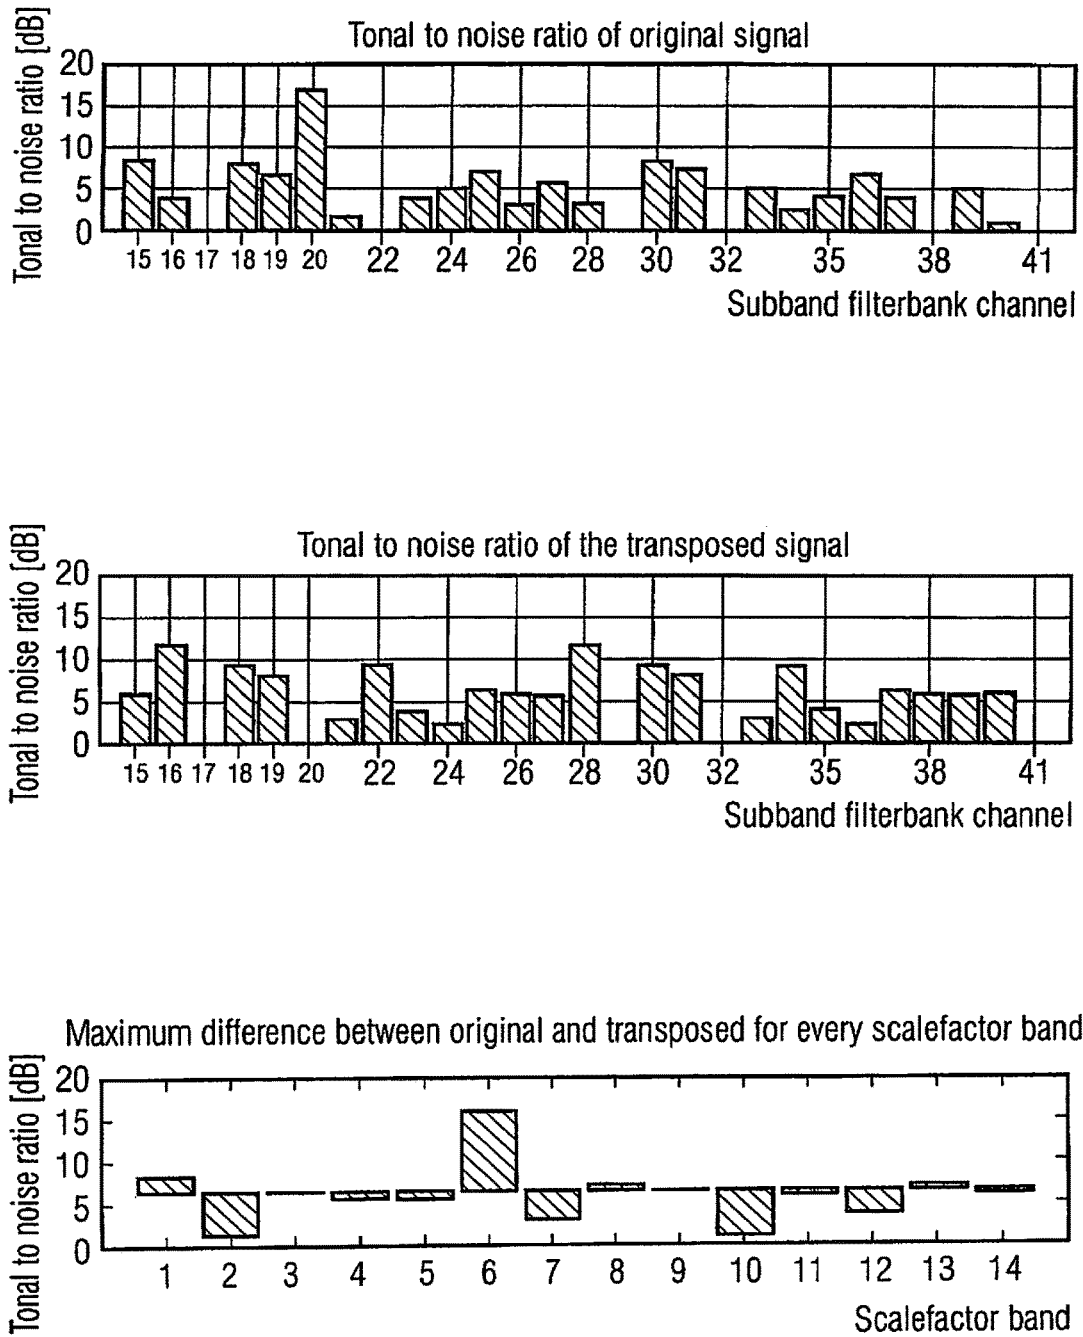 Tonal to noise ratio of original signal
Tonal to noise ratio [dB]
20
15
10
5
0
15 16 17 18 19 20 22 24 26 28 30 32 35 38 41
Subband filterbank channel
Tonal to noise ratio of the transposed signal
Tonal to noise ratio [dB]
20
15
10
5
0
15 16 17 18 19 20 22 24 26 28 30 32 35 38 41
Subband filterbank channel
Maximum difference between original and transposed for every scalefactor band
Tonal to noise ratio [dB]
20
15
10
5
0
1 2 3 4 5 6 7 8 9 10 11 12 13 14
Scalefactor band